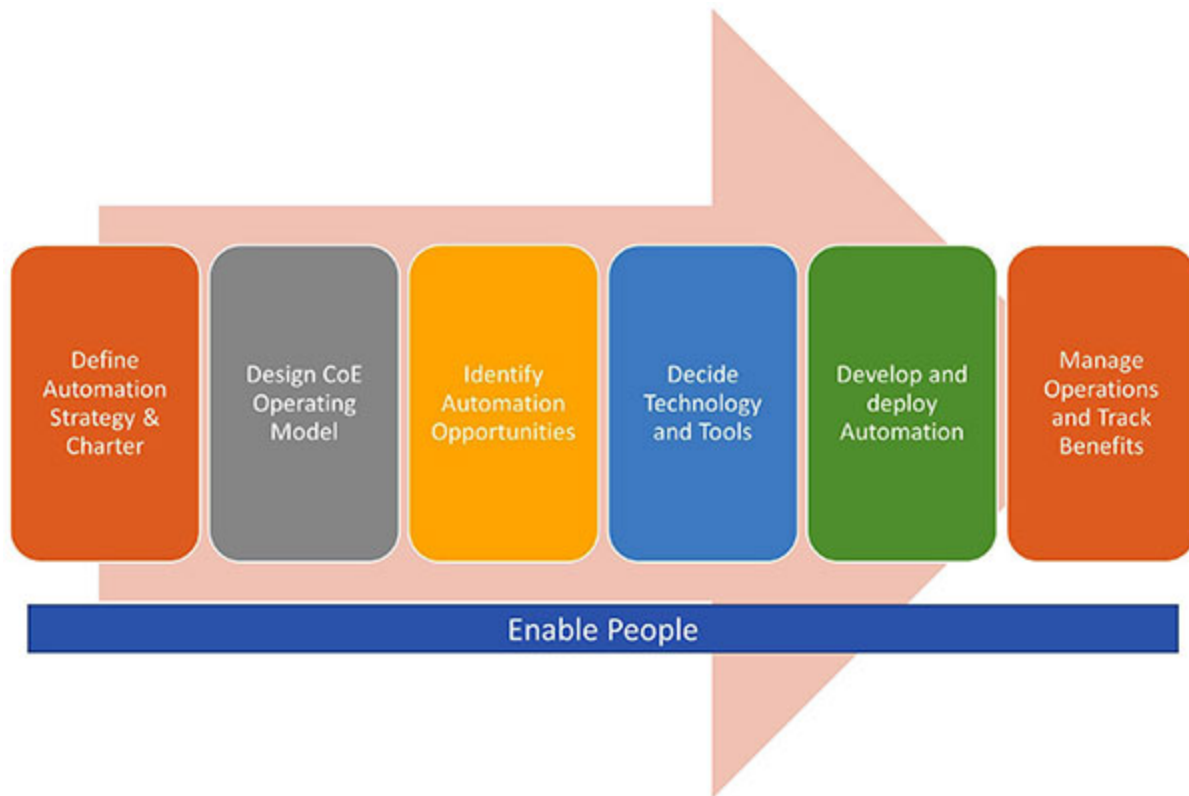 Define
Automation
Strategy &
Charter
Design CoE
Operating
Model
Identify
Automation
Opportunities
Decide
Technology
and Tools
Develop and
deploy
Automation
Manage
Operations
and Track
Benefits
Enable People